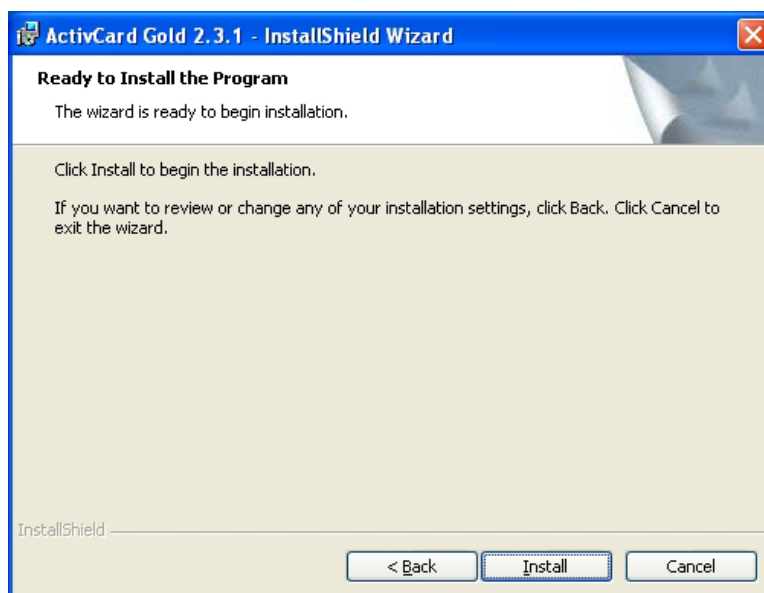 ActivCard Gold 2.3.1 - InstallShield Wizard
Ready to Install the Program
The wizard is ready to begin installation.
Click Install to begin the installation.
If you want to review or change any of your installation settings, click Back. Click Cancel to
exit the wizard.
InstallShield
< Back
Install
Cancel